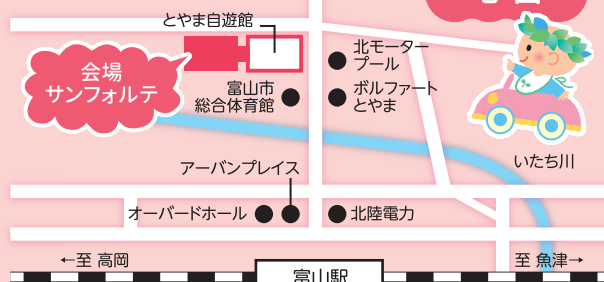 とやま自遊館
会場
サンフォルテ
北モーター
プール
富山市
総合体育館
ボルファート
とやま
いたち川
アーバンプレイス
オーバードホール
北陸電力
←至 高岡
至 魚津→
富山駅